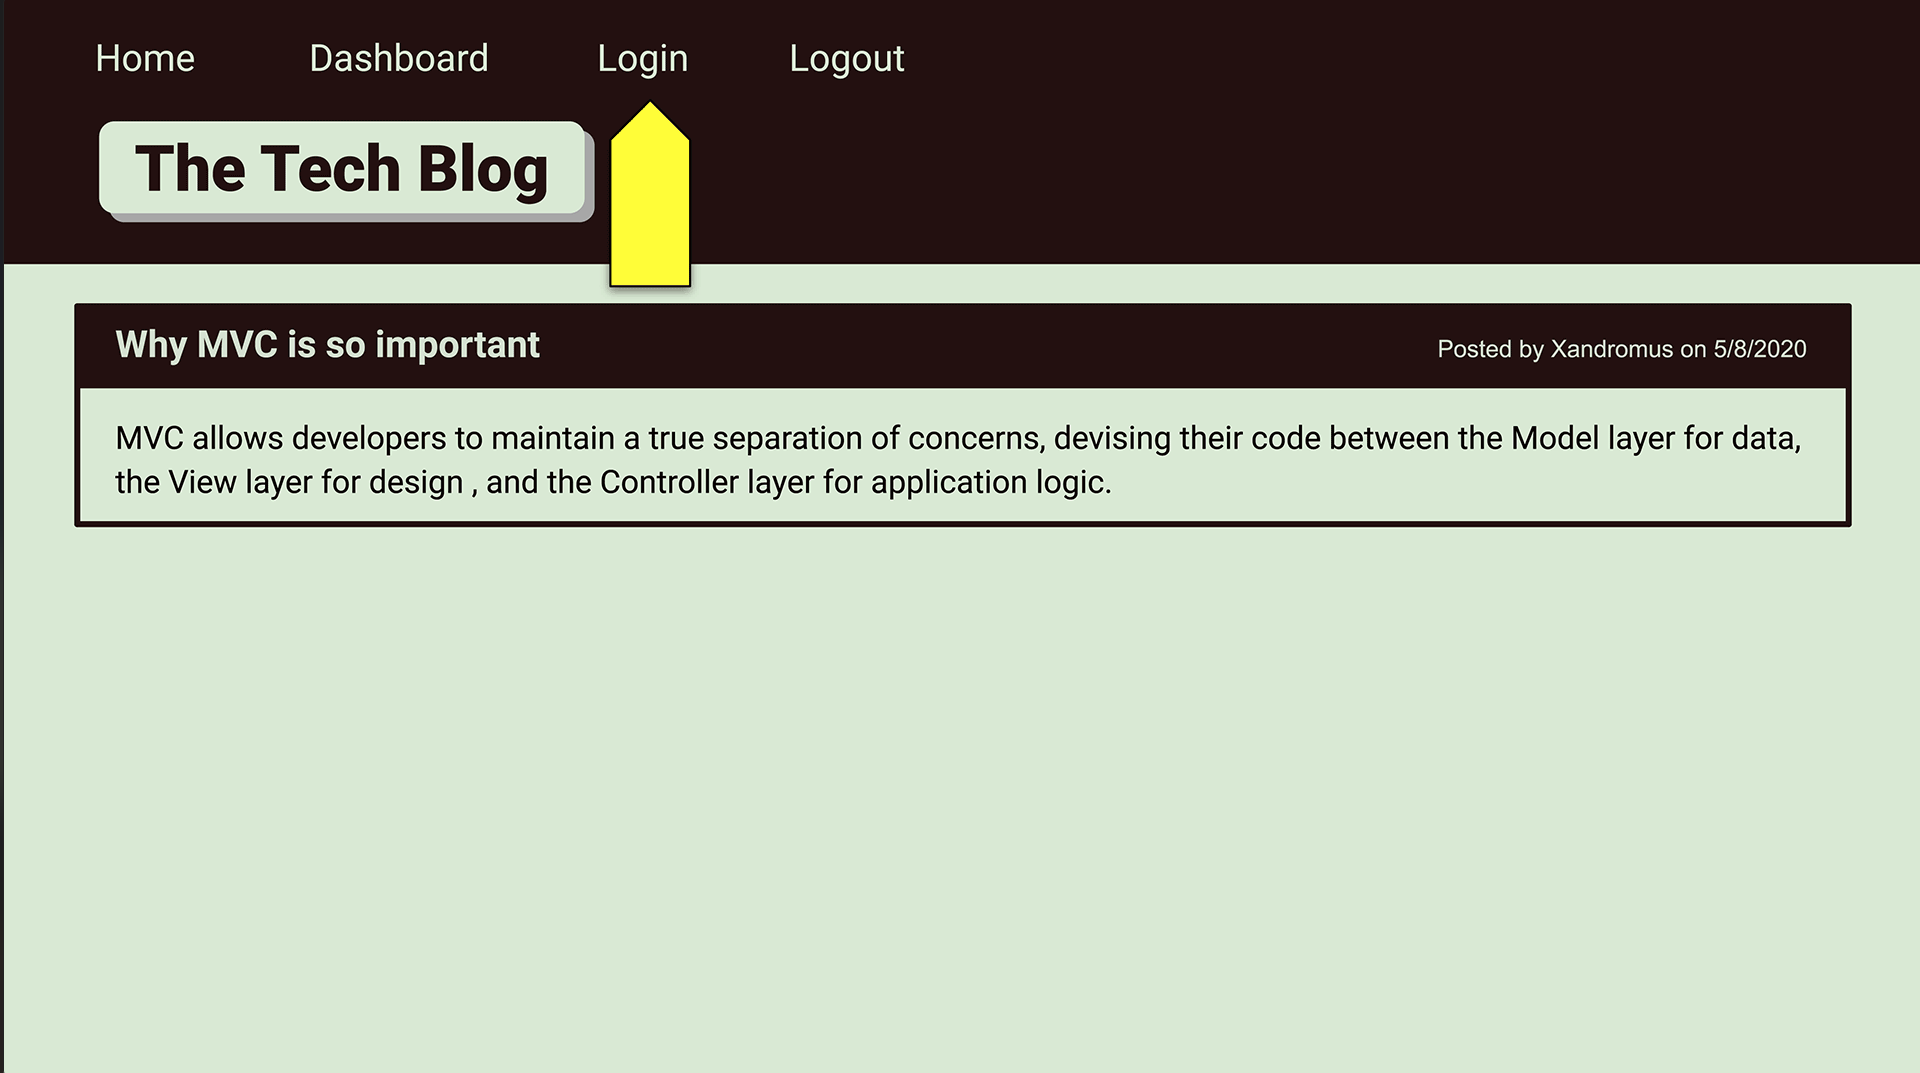 Home Dashboard Login Logout
The Tech Blog
Why MVC is so important
Posted by Xandromus on 5/8/2020
MVC allows developers to maintain a true separation of concerns, devising their code between the Model layer for data,
the View layer for design , and the Controller layer for application logic.